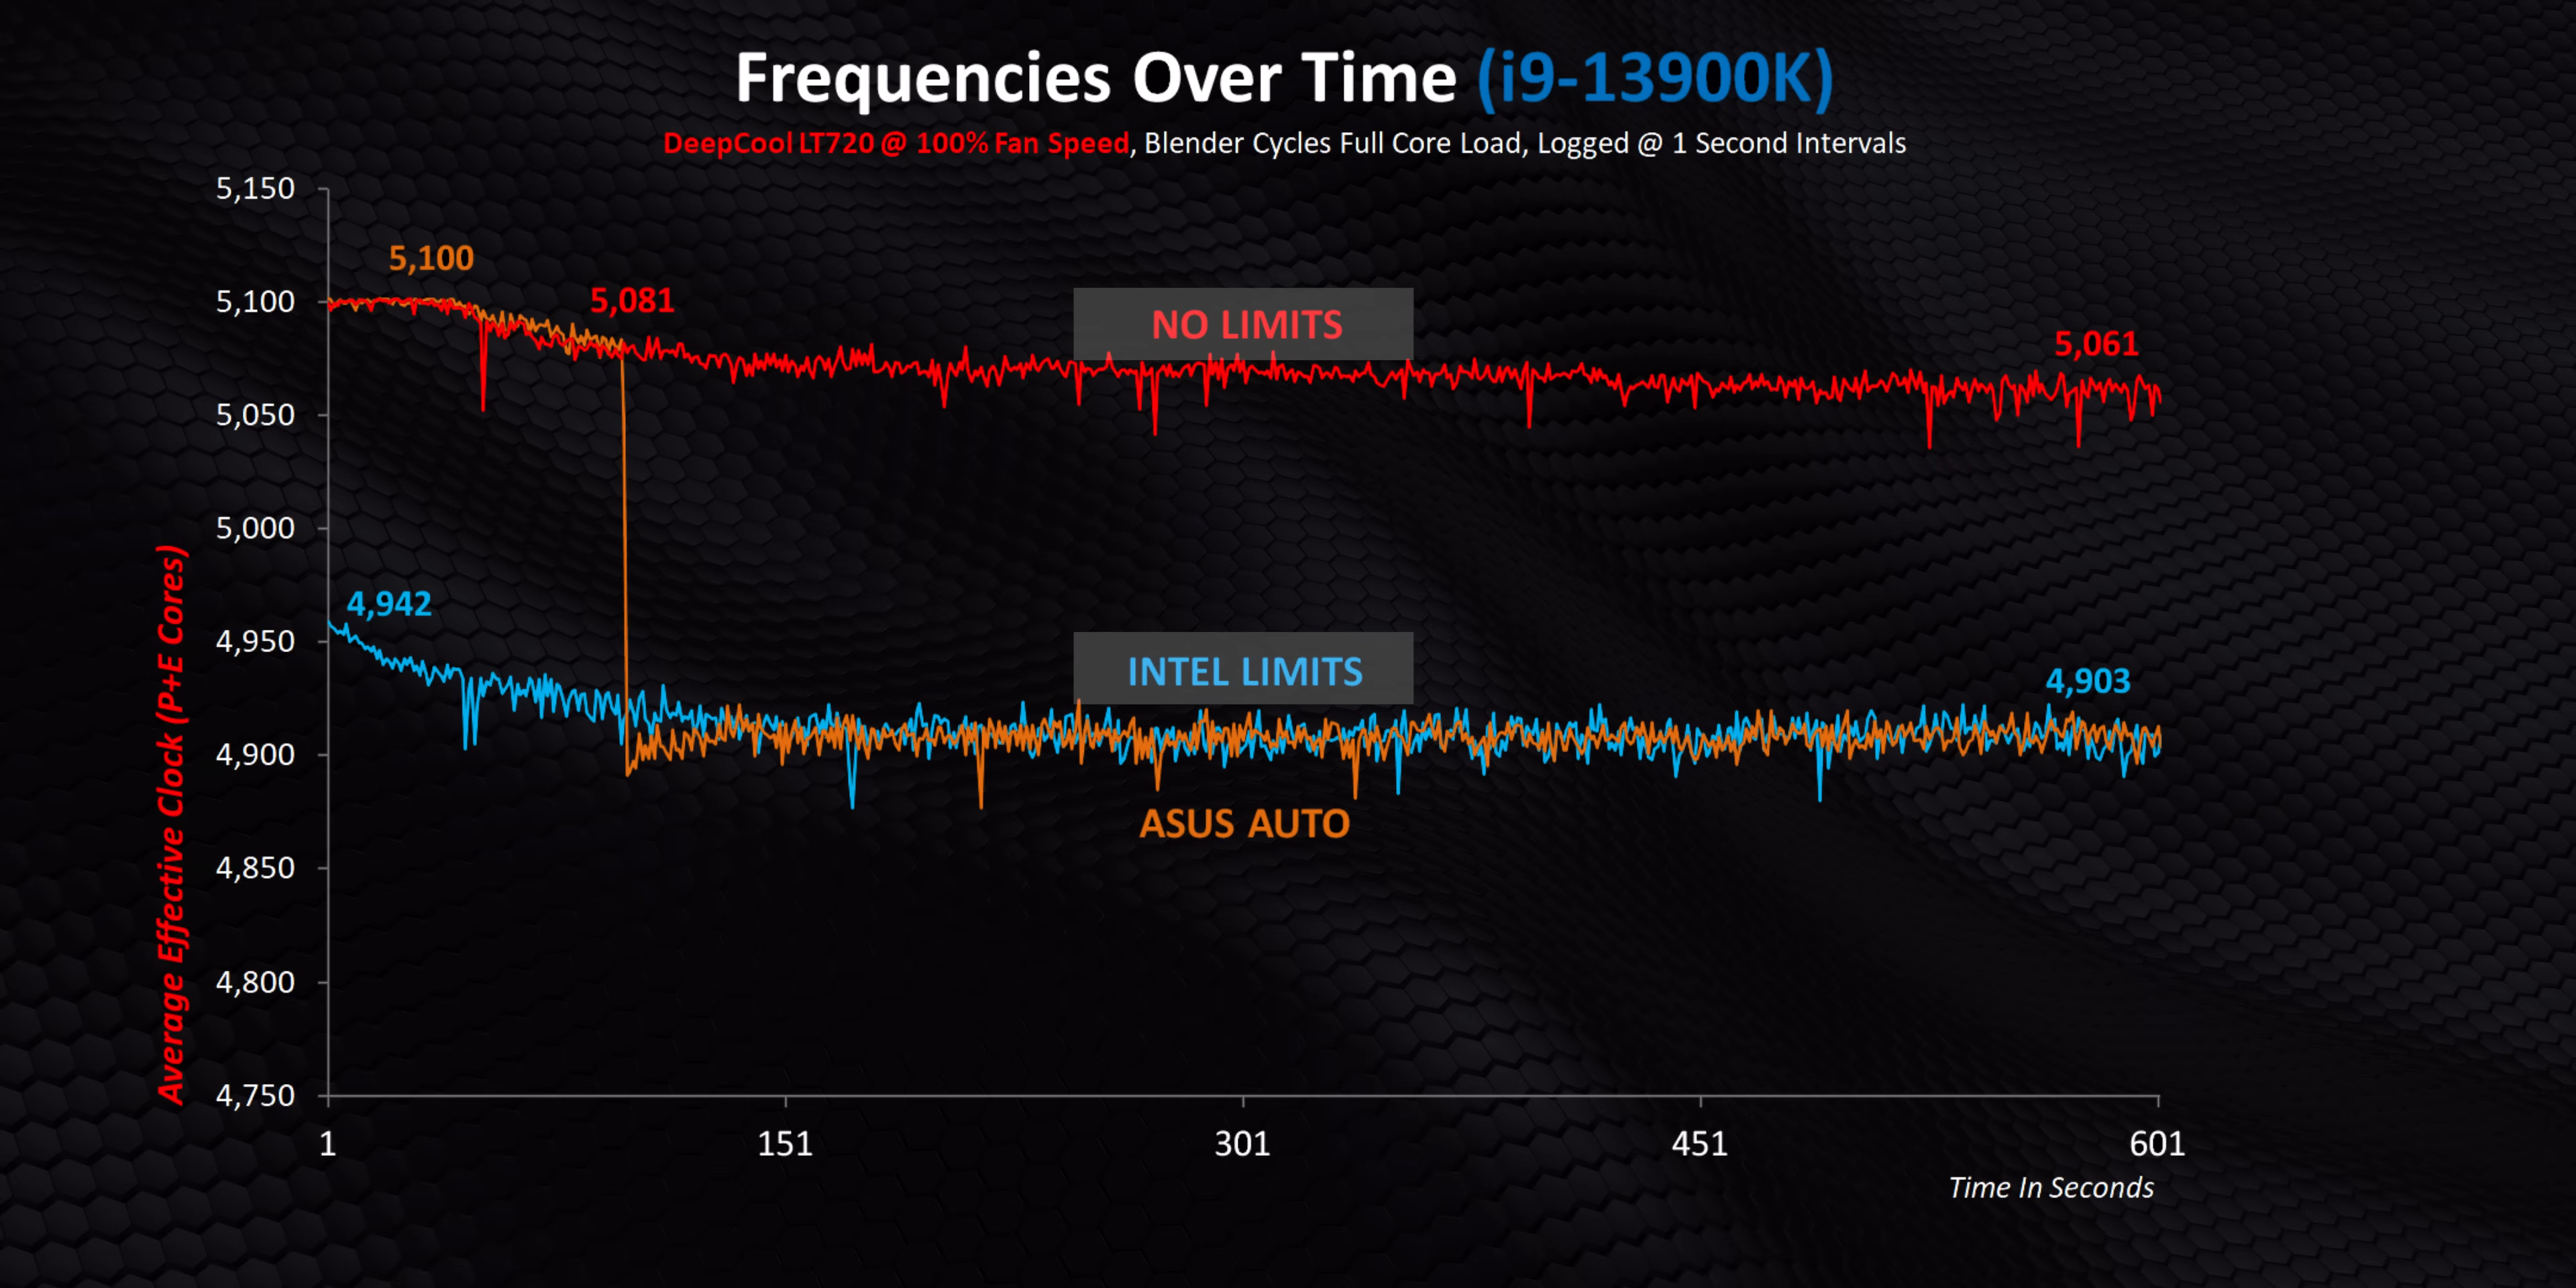 Frequencies Over Time (i9-13900K)
DeepCool LT720 @ 100% Fan Speed, Blender Cycles Full Core Load, Logged @ 1 Second Intervals
Average Effective Clock (P+E Cores)
5,150
5,100
5,050
5,000
4,950
4,900
4,850
4,800
4,750
5,100
5,081
NO LIMITS
5,061
4,942
INTEL LIMITS
4,903
ASUS AUTO
1 151 301 451 601
Time In Seconds